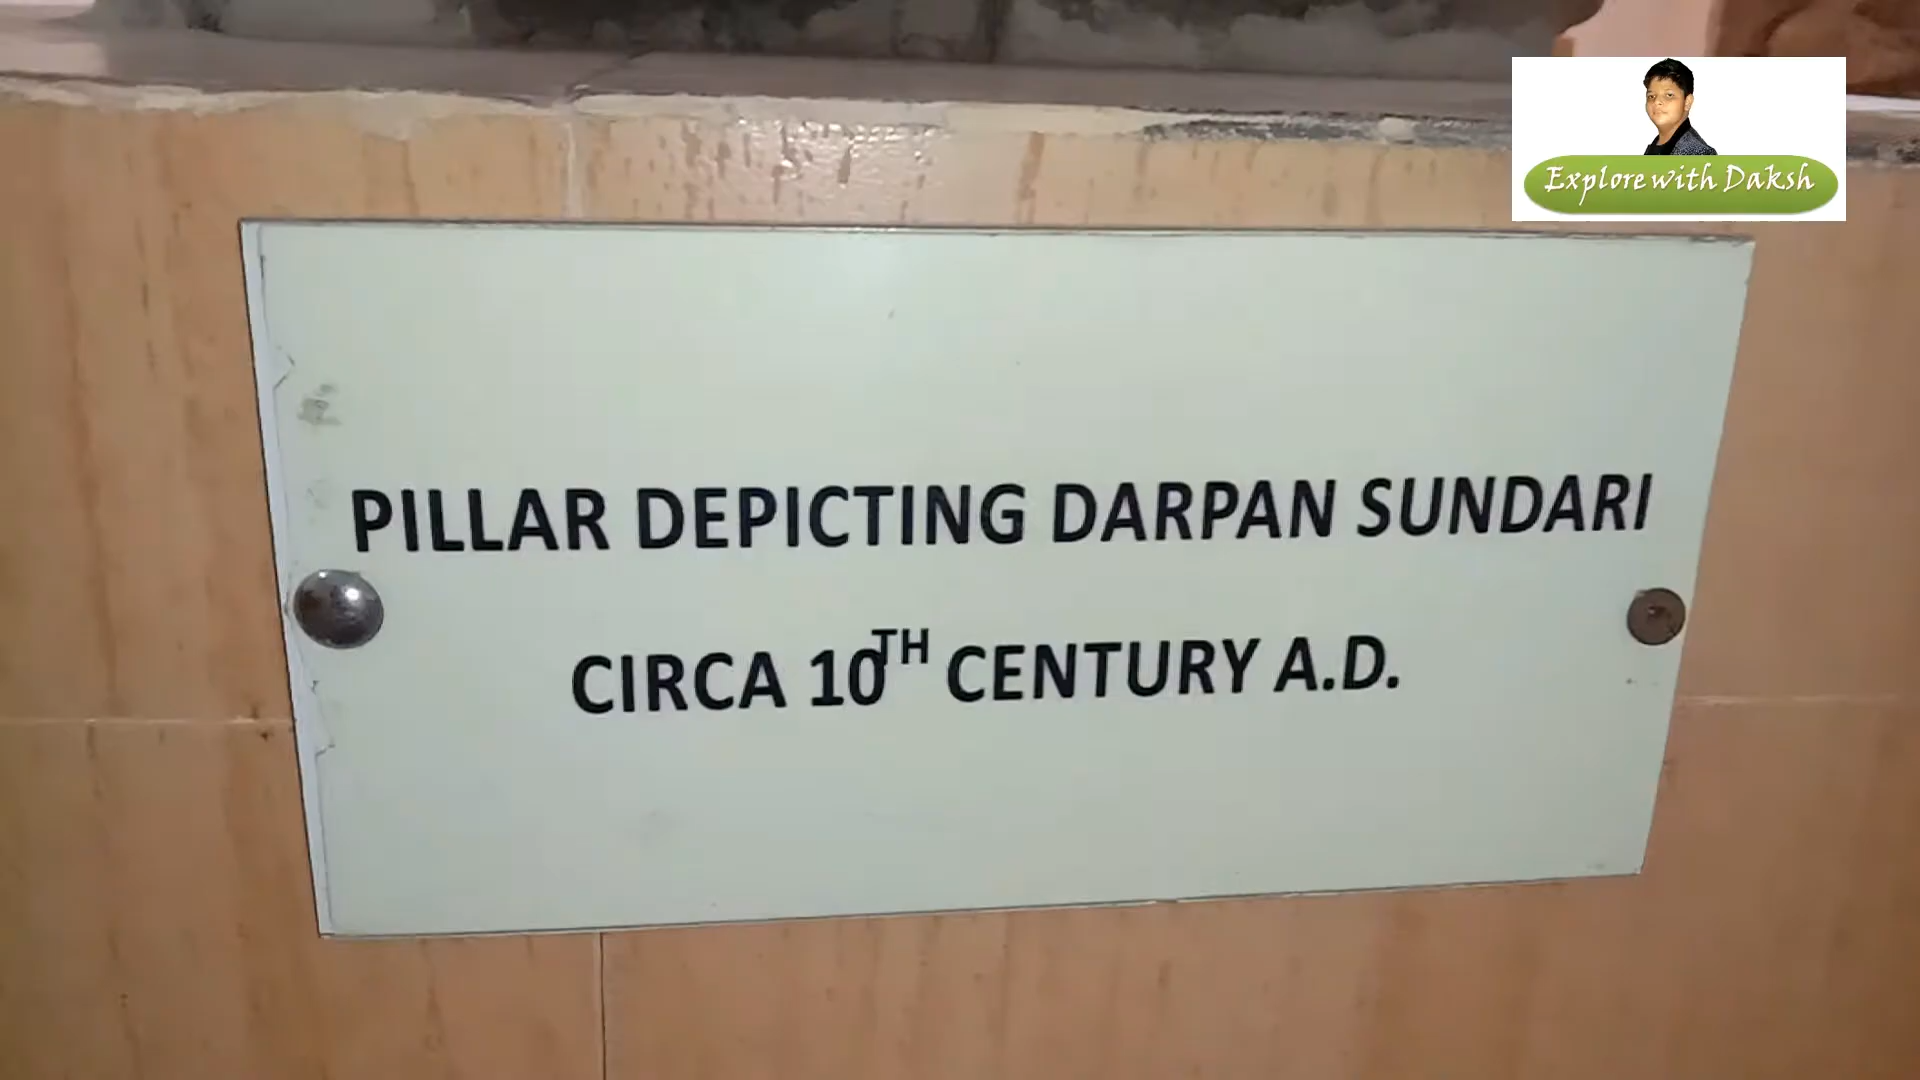 Explore with Daksh
PILLAR DEPICTING DARPAN SUNDARI
CIRCA 10TH CENTURY A.D.